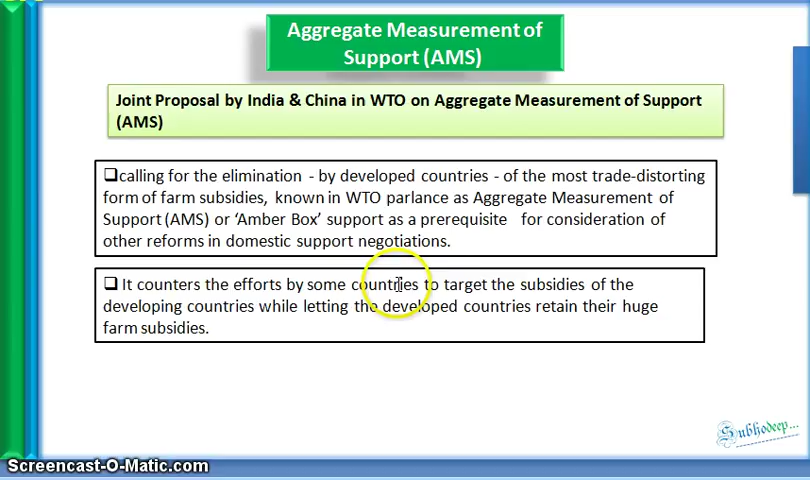 Aggregate Measurement of
Support (AMS)
Joint Proposal by India & China in WTO on Aggregate Measurement of Support
(AMS)
❑calling for the elimination - by developed countries - of the most trade-distorting
form of farm subsidies, known in WTO parlance as Aggregate Measurement of
Support (AMS) or ‘Amber Box’ support as a prerequisite for consideration of
other reforms in domestic support negotiations.
❑ It counters the efforts by some countries to target the subsidies of the
developing countries while letting the developed countries retain their huge
farm subsidies.
Subhodeep...
Screencast-O-Matic.com